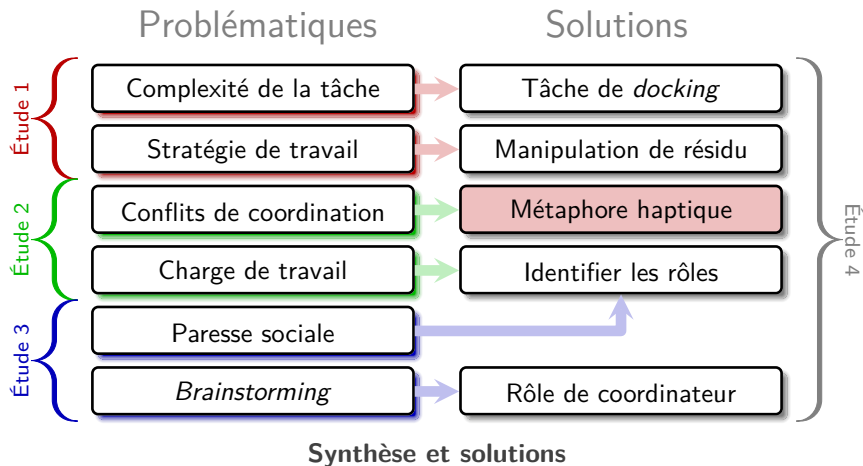 Problématiques
Solutions
Étude 1
Complexité de la tâche
Tâche de docking
Stratégie de travail
Manipulation de résidu
Étude 2
Conflits de coordination
Métaphore haptique
Charge de travail
Identifier les rôles
Étude 3
Paresse sociale
Brainstorming
Rôle de coordinateur
Étude 4
Synthèse et solutions